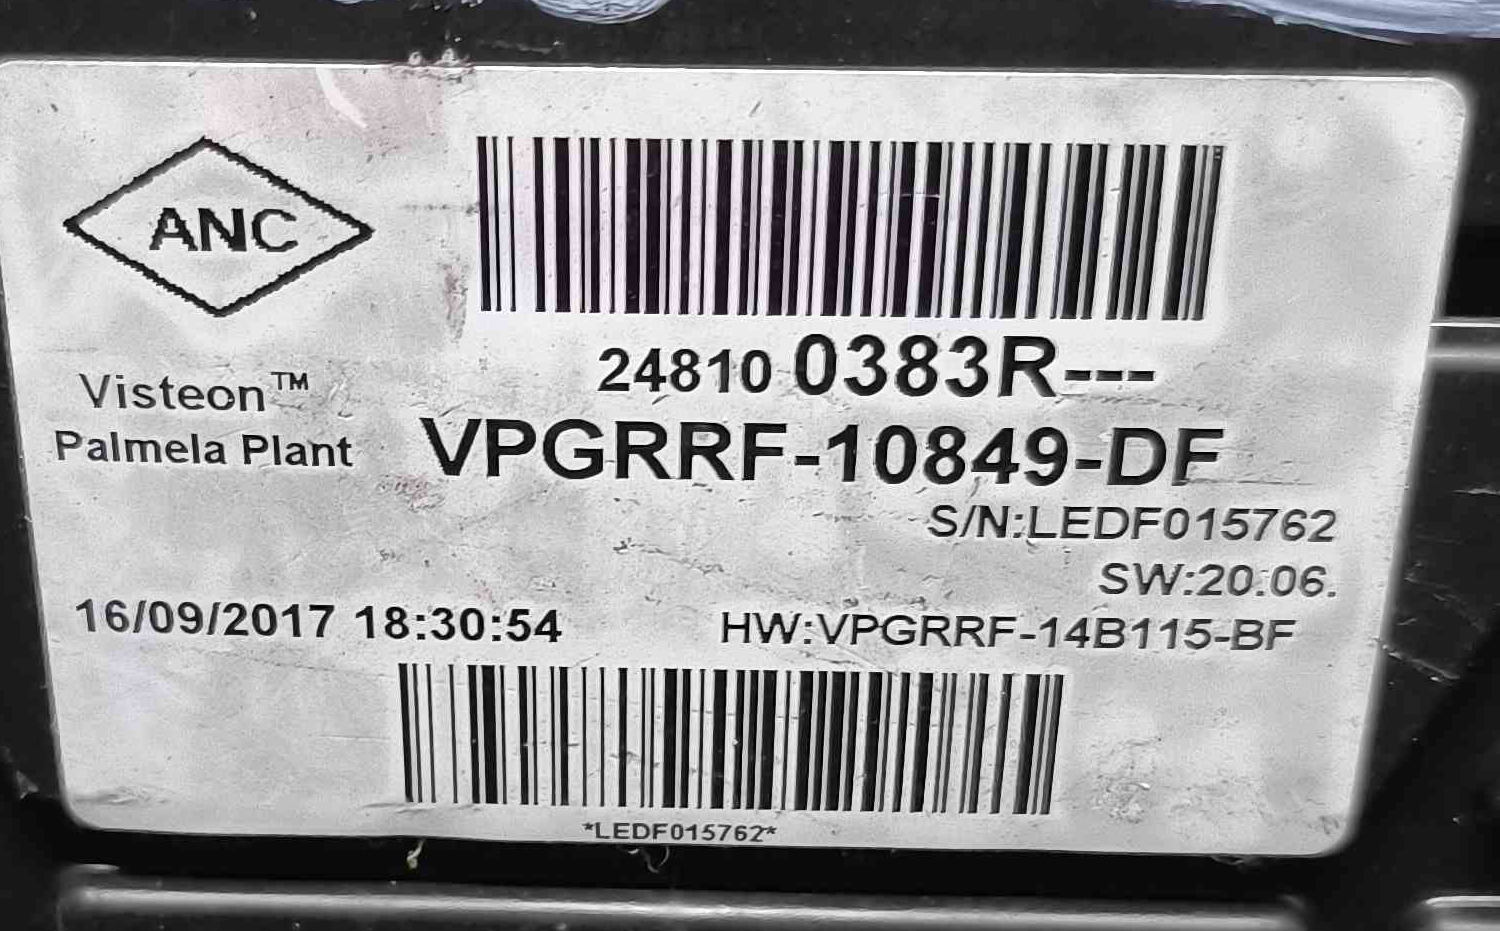 ANC
24810 0383R---
Visteon™
Palmela Plant
VPGRRF-10849-DF
S/N:LEDF015762
SW:20.06.
16/09/2017 18:30:54
HW:VPGRRF-14B115-BF
*LEDF015762*